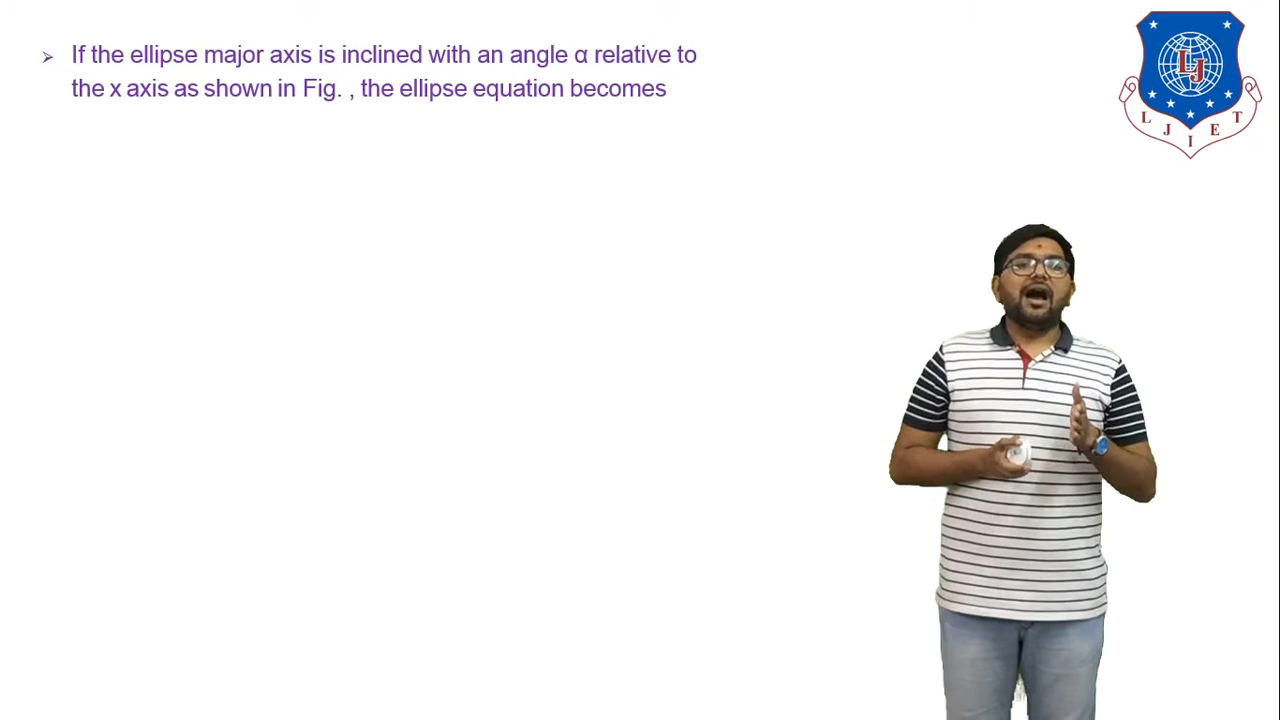 ➢ If the ellipse major axis is inclined with an angle α relative to
the x axis as shown in Fig. , the ellipse equation becomes
LJ
L J I E T